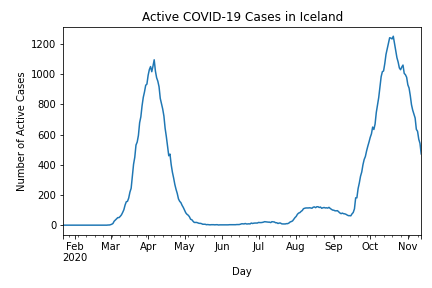 Active COVID-19 Cases in Iceland
Number of Active Cases
1200
1000
800
600
400
200
0
Feb Mar Apr May Jun Jul Aug Sep Oct Nov
2020
Day